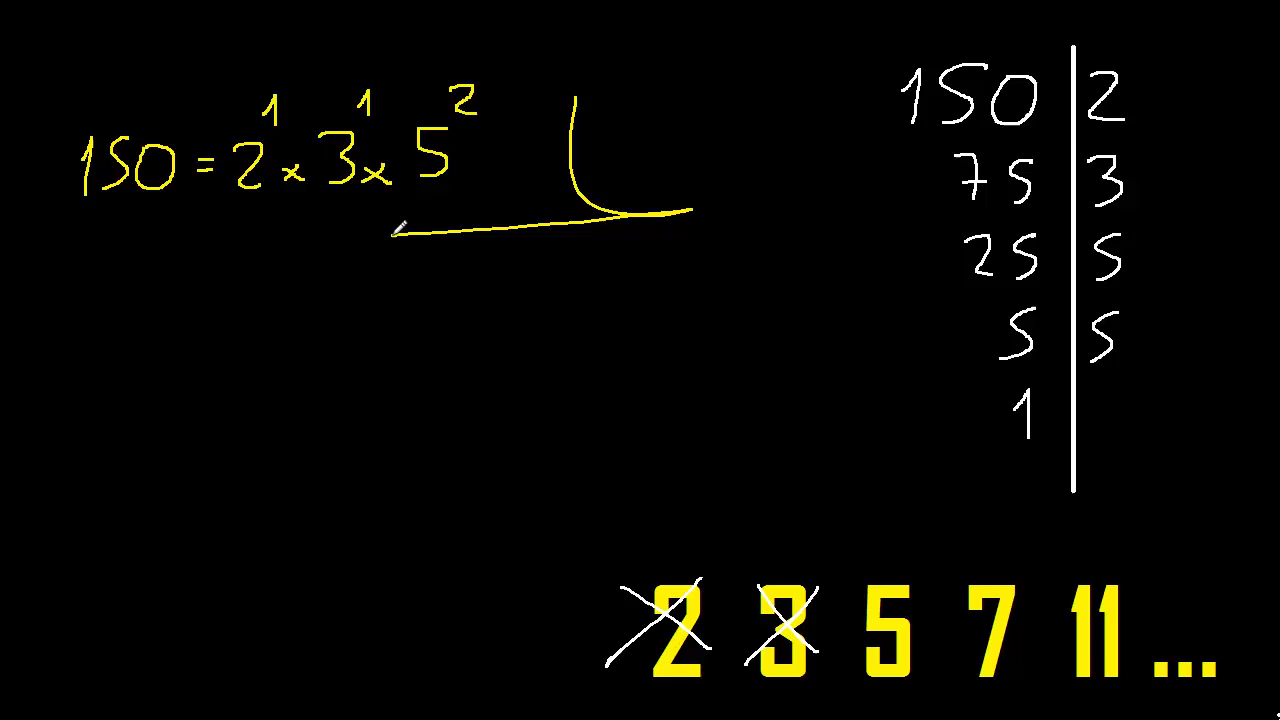 150 = 2¹ × 3¹ × 5²
150 | 2
75 | 3
25 | 5
5 | 5
1 |
2 3 5 7 11 ...